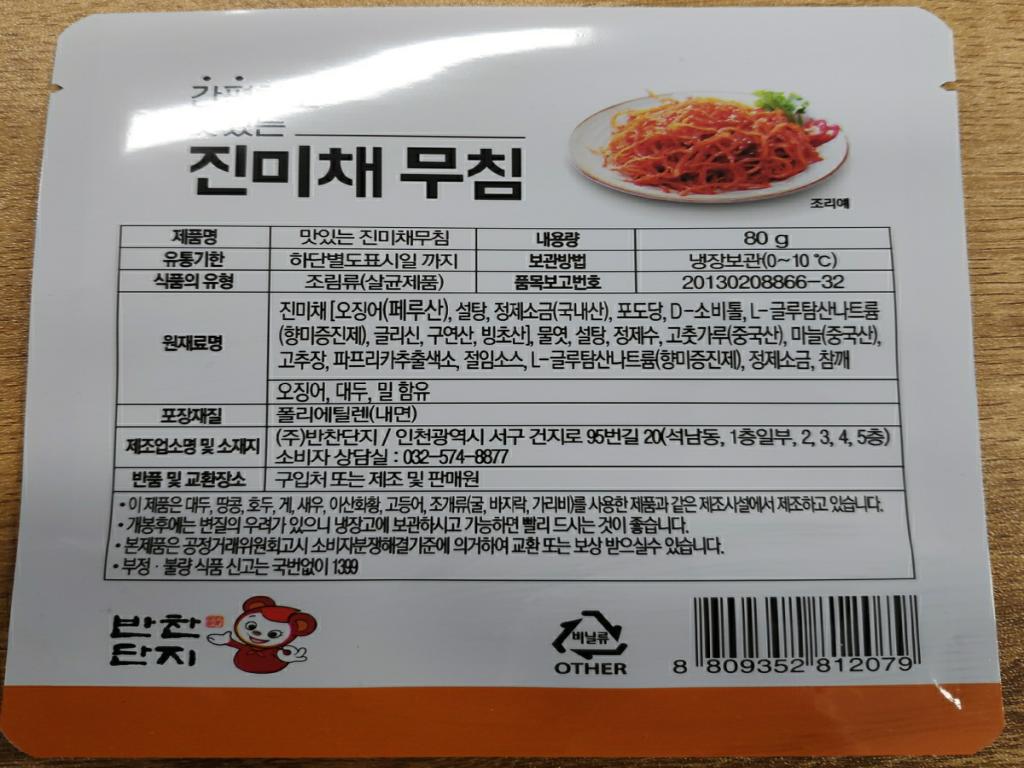 진미채 무침
조리예
제품명 맛있는 진미채무침 내용량 80 g
유통기한 하단별도표시일 까지 보관방법 냉장보관(0~10 ℃)
식품의 유형 조림류(살균제품) 품목보고번호 20130208866-32
원재료명
진미채 [오징어(페루산), 설탕, 정제소금(국내산), 포도당, D-소비톨, L-글루탐산나트륨
(향미증진제), 글리신, 구연산, 빙초산], 물엿, 설탕, 정제수, 고춧가루(중국산), 마늘(중국산),
고추장, 파프리카추출색소, 절임소스, L-글루탐산나트륨(향미증진제), 정제소금, 참깨
오징어, 대두, 밀 함유
포장재질 폴리에틸렌(내면)
제조업소명 및 소재지 (주)반찬단지 / 인천광역시 서구 건지로 95번길 20(석남동, 1층일부, 2, 3, 4, 5층)
소비자 상담실 : 032-574-8877
반품 및 교환장소 구입처 또는 제조 및 판매원
• 이 제품은 대두, 땅콩, 호두, 게, 새우, 아산화황, 고등어, 조개류(굴, 바지락, 가리비)를 사용한 제품과 같은 제조시설에서 제조하고 있습니다.
• 개봉후에는 변질의 우려가 있으니 냉장고에 보관하시고 가능하면 빨리 드시는 것이 좋습니다.
• 본제품은 공정거래위원회고시 소비자분쟁해결기준에 의거하여 교환 또는 보상 받으실수 있습니다.
• 부정 · 불량 식품 신고는 국번없이 1399
반찬
단지
비닐류
OTHER
8 809352 812079